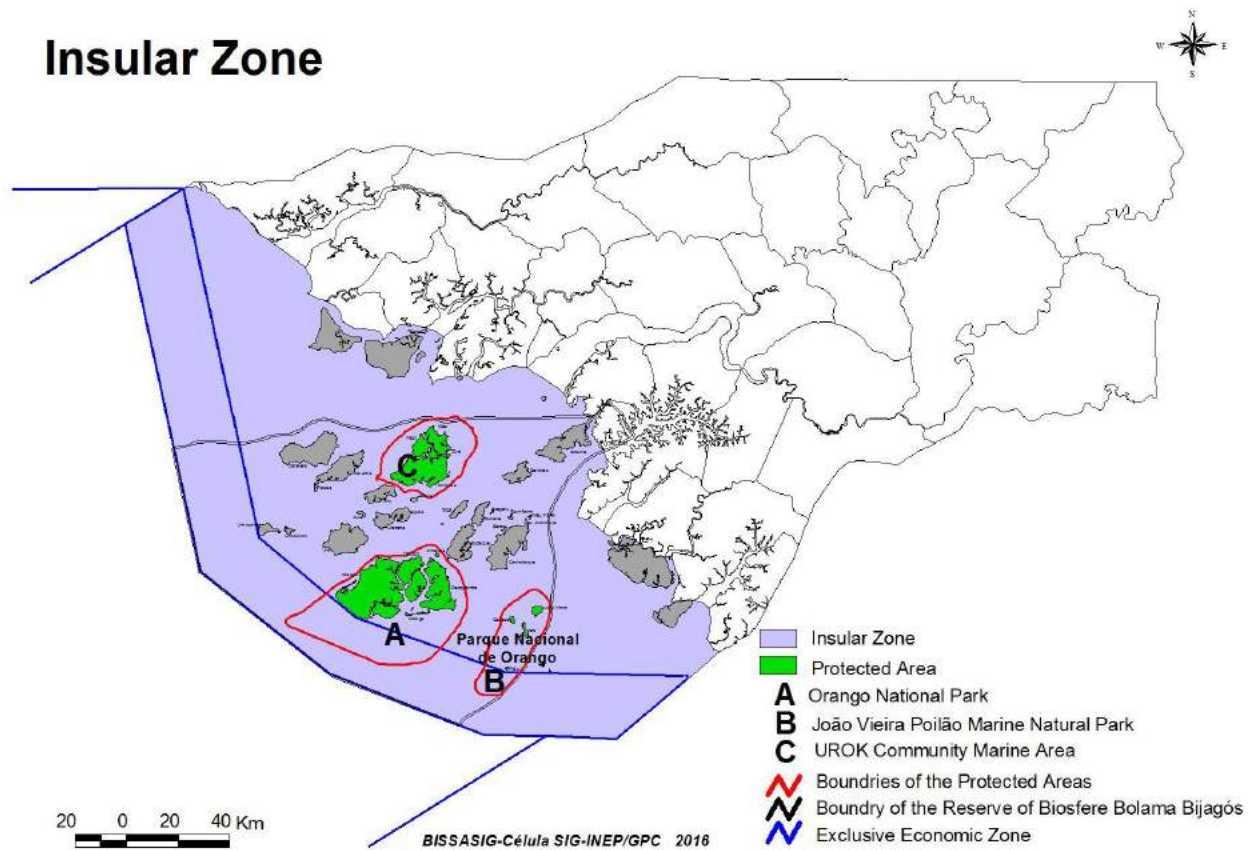 Insular Zone
N
W
E
S
C
A
Parque Nacional
de Orango
B
Insular Zone
Protected Area
A Orango National Park
B João Vieira Poilão Marine Natural Park
C UROK Community Marine Area
Boundries of the Protected Areas
Boundry of the Reserve of Biosfere Bolama Bijagós
Exclusive Economic Zone
20 0 20 40 Km
BISSASIG-Célula SIG-INEP/GPC 2016